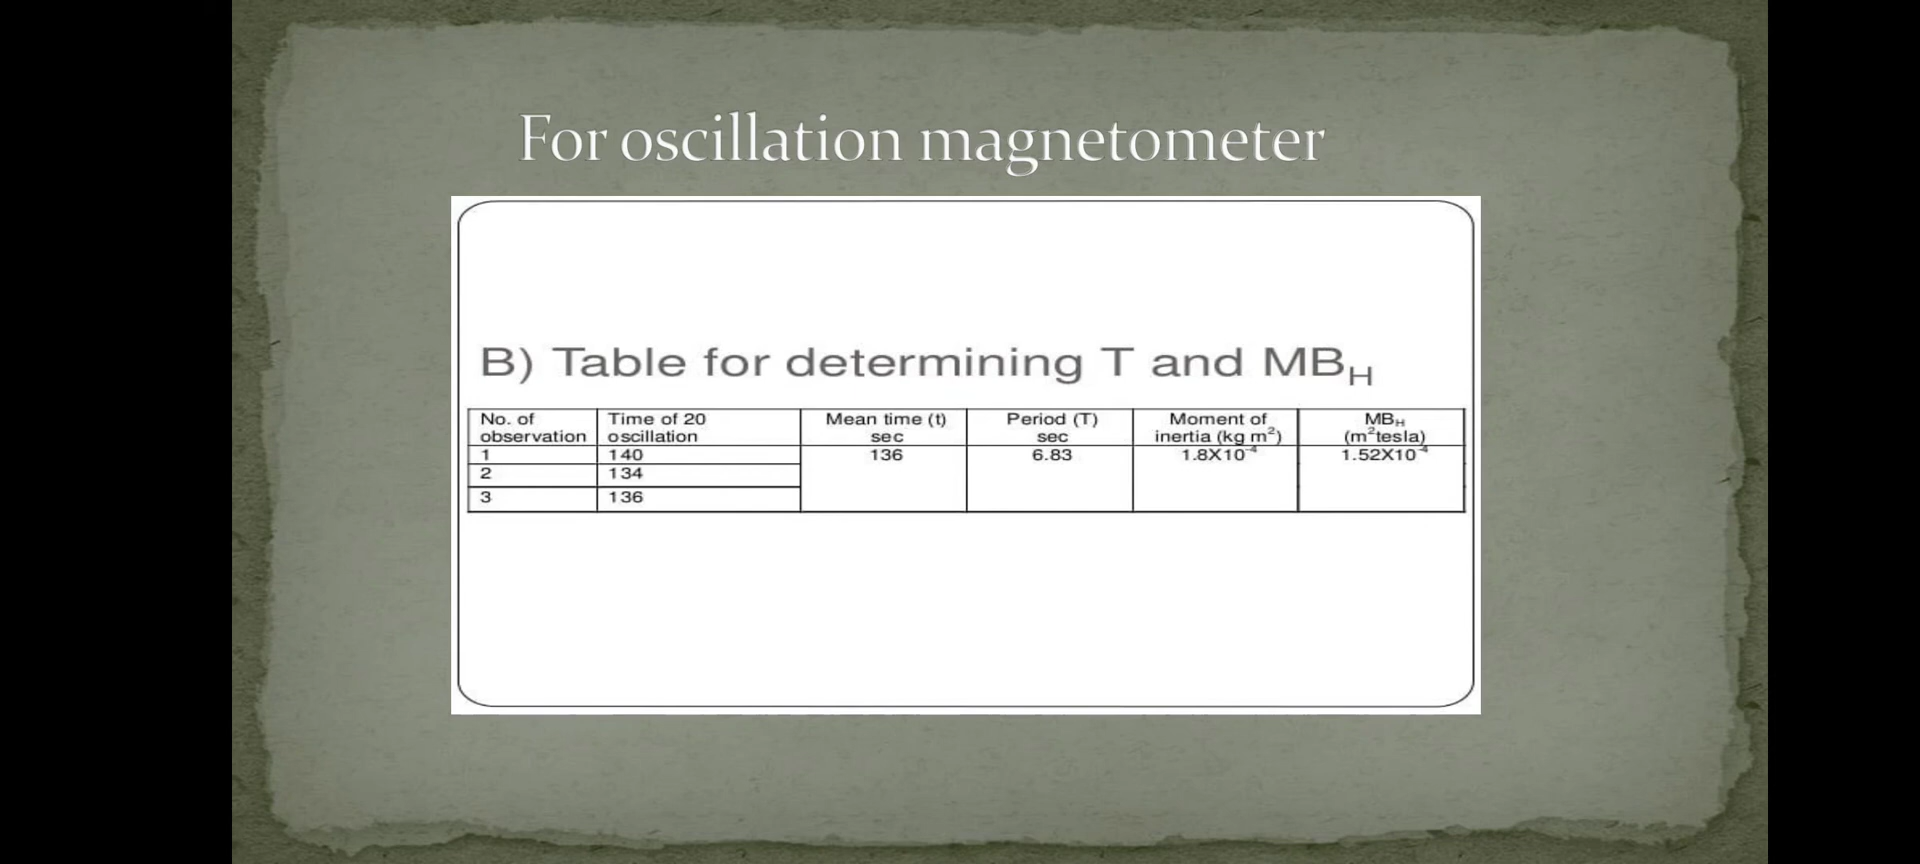 For oscillation magnetometer
B) Table for determining T and MBH
No. of observation Time of 20 oscillation Mean time (t) sec Period (T) sec Moment of inertia (kg m²) MBH (m²tesla)
1 140 136 6.83 1.8X10⁻⁴ 1.52X10⁻⁴
2 134
3 136